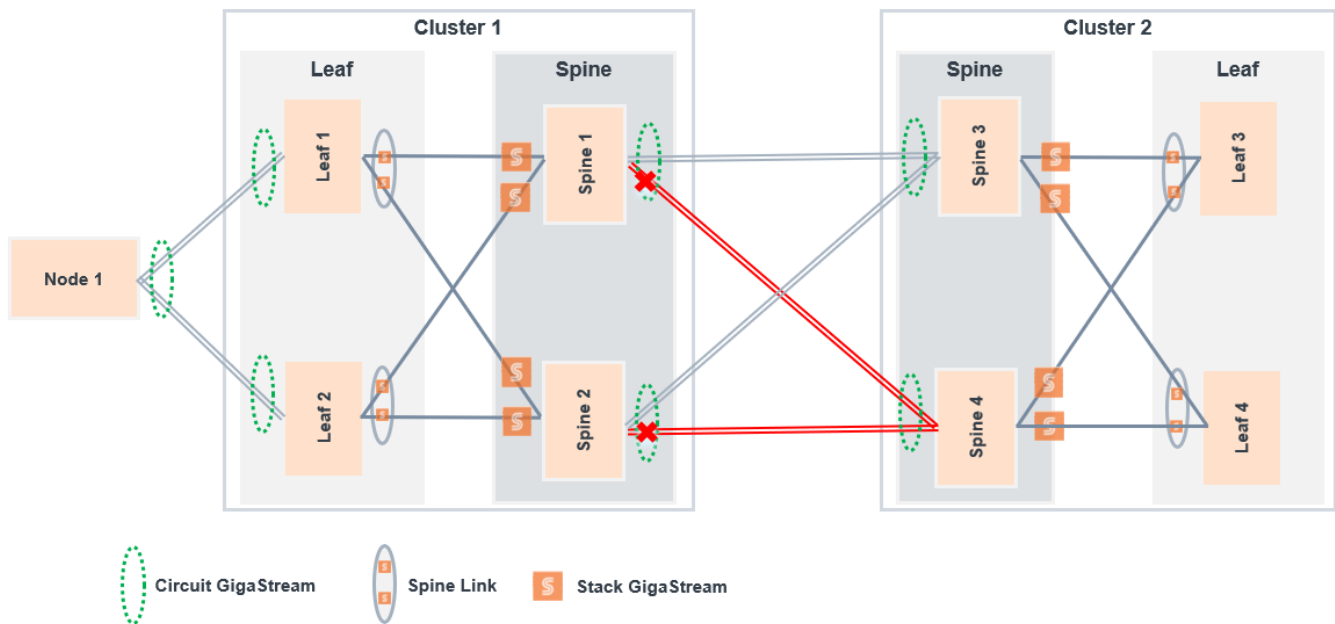 Cluster 1
Cluster 2
Leaf
Spine
Spine
Leaf
Leaf 1
Spine 1
Spine 3
Leaf 3
Node 1
Leaf 2
Spine 2
Spine 4
Leaf 4
Circuit GigaStream
Spine Link
Stack GigaStream